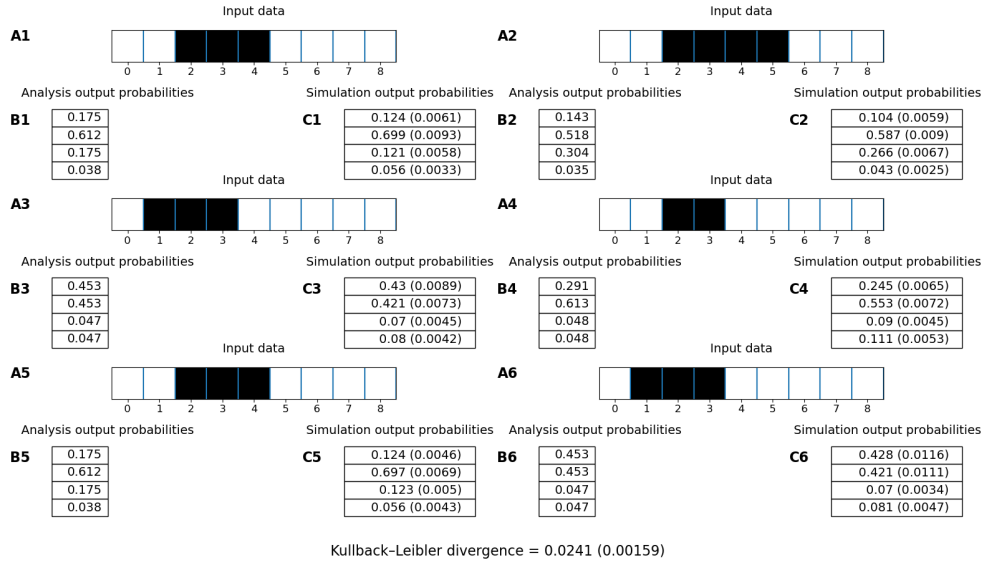 Input data Input data
A1 A2
0 1 2 3 4 5 6 7 8 0 1 2 3 4 5 6 7 8
Analysis output probabilities Simulation output probabilities Analysis output probabilities Simulation output probabilities
B1 0.175 C1 0.124 (0.0061) B2 0.143 C2 0.104 (0.0059)
0.612 0.699 (0.0093) 0.518 0.587 (0.009)
0.175 0.121 (0.0058) 0.304 0.266 (0.0067)
0.038 0.056 (0.0033) 0.035 0.043 (0.0025)
Input data Input data
A3 A4
0 1 2 3 4 5 6 7 8 0 1 2 3 4 5 6 7 8
Analysis output probabilities Simulation output probabilities Analysis output probabilities Simulation output probabilities
B3 0.453 C3 0.43 (0.0089) B4 0.291 C4 0.245 (0.0065)
0.453 0.421 (0.0073) 0.613 0.553 (0.0072)
0.047 0.07 (0.0045) 0.048 0.09 (0.0045)
0.047 0.08 (0.0042) 0.048 0.111 (0.0053)
Input data Input data
A5 A6
0 1 2 3 4 5 6 7 8 0 1 2 3 4 5 6 7 8
Analysis output probabilities Simulation output probabilities Analysis output probabilities Simulation output probabilities
B5 0.175 C5 0.124 (0.0046) B6 0.453 C6 0.428 (0.0116)
0.612 0.697 (0.0069) 0.453 0.421 (0.0111)
0.175 0.123 (0.005) 0.047 0.07 (0.0034)
0.038 0.056 (0.0043) 0.047 0.081 (0.0047)
Kullback–Leibler divergence = 0.0241 (0.00159)